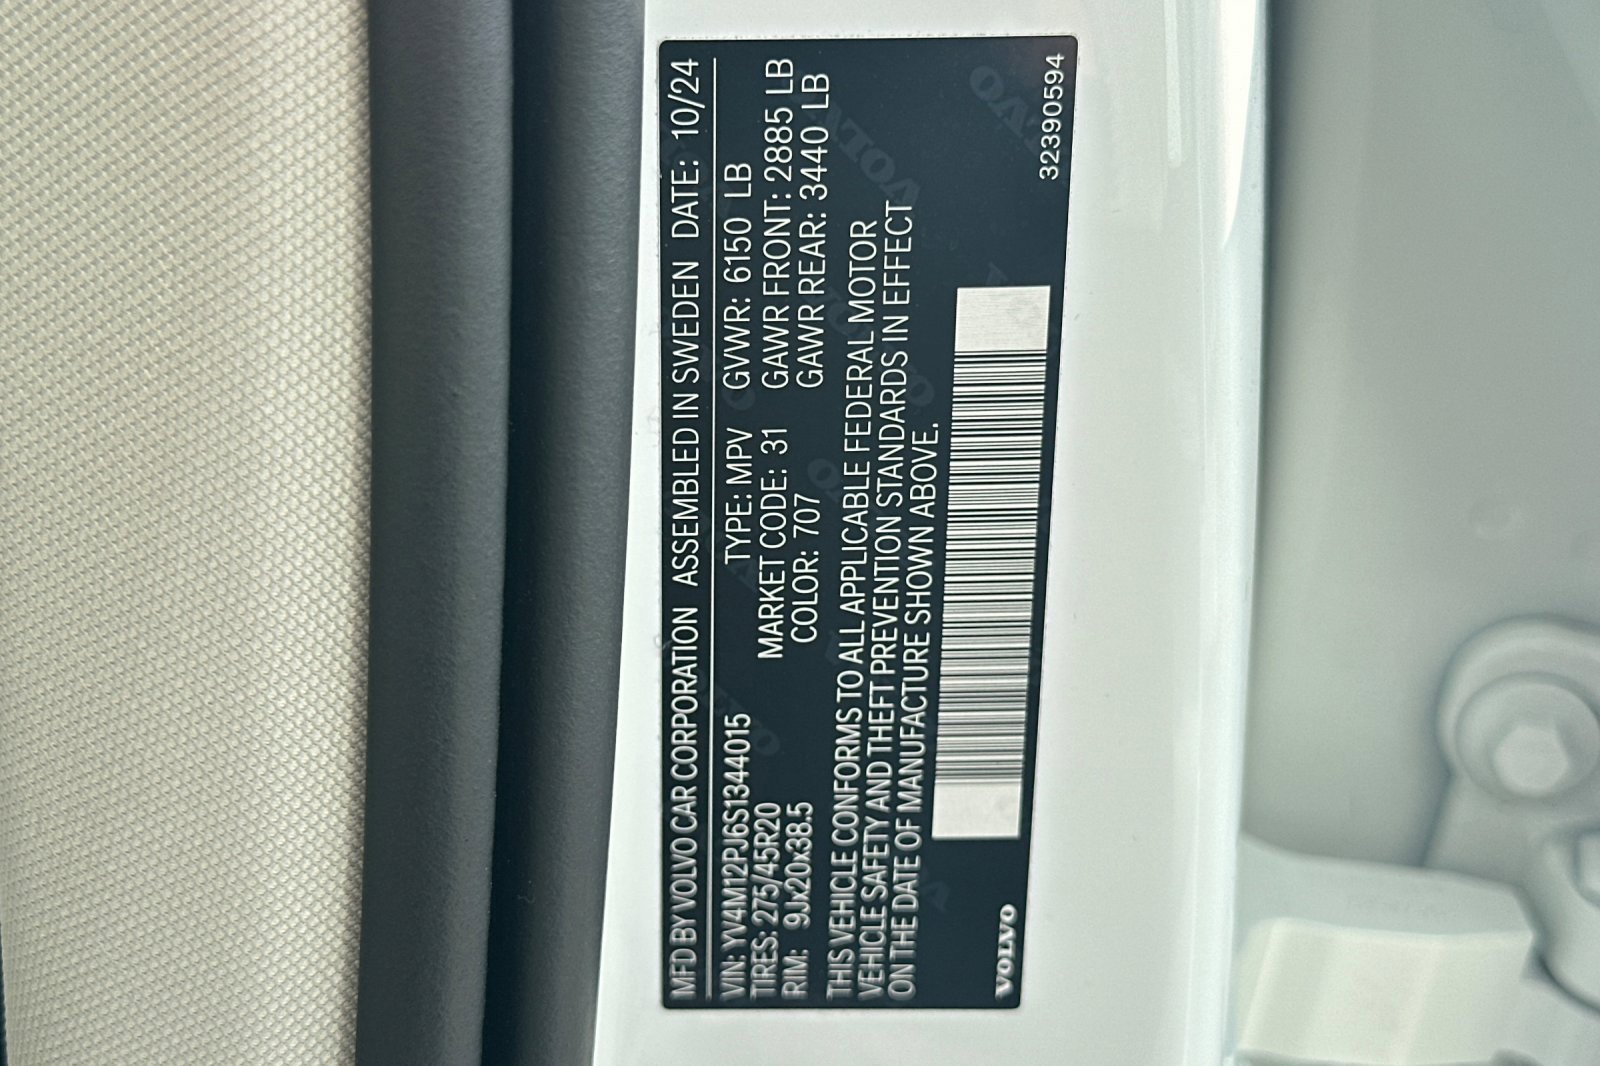 MFD BY VOLVO CAR CORPORATION ASSEMBLED IN SWEDEN DATE: 10/24
VIN: YV4M12PJ6S1344015 TYPE: MPV GVWR: 6150 LB
TIRES: 275/45R20 MARKET CODE: 31 GAWR FRONT: 2885 LB
RIM: 9Jx20x38.5 COLOR: 707 GAWR REAR: 3440 LB
THIS VEHICLE CONFORMS TO ALL APPLICABLE FEDERAL MOTOR
VEHICLE SAFETY AND THEFT PREVENTION STANDARDS IN EFFECT
ON THE DATE OF MANUFACTURE SHOWN ABOVE.
VOLVO
32390594